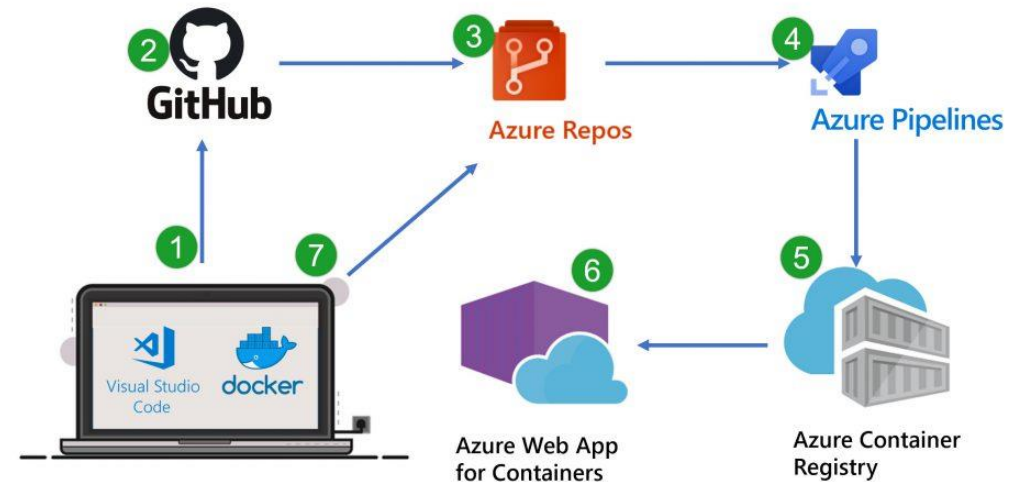 2
GitHub
3
Azure Repos
4
Azure Pipelines
1
7
Visual Studio
Code
docker
6
Azure Web App
for Containers
5
Azure Container
Registry